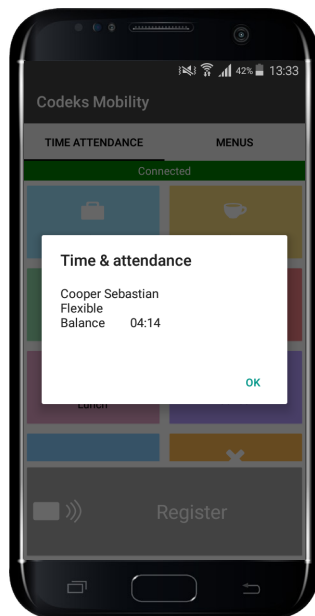 42% 13:33
Codeks Mobility
TIME ATTENDANCE MENUS
Connected
Time & attendance
Cooper Sebastian
Flexible
Balance 04:14
OK
Lunch
Register